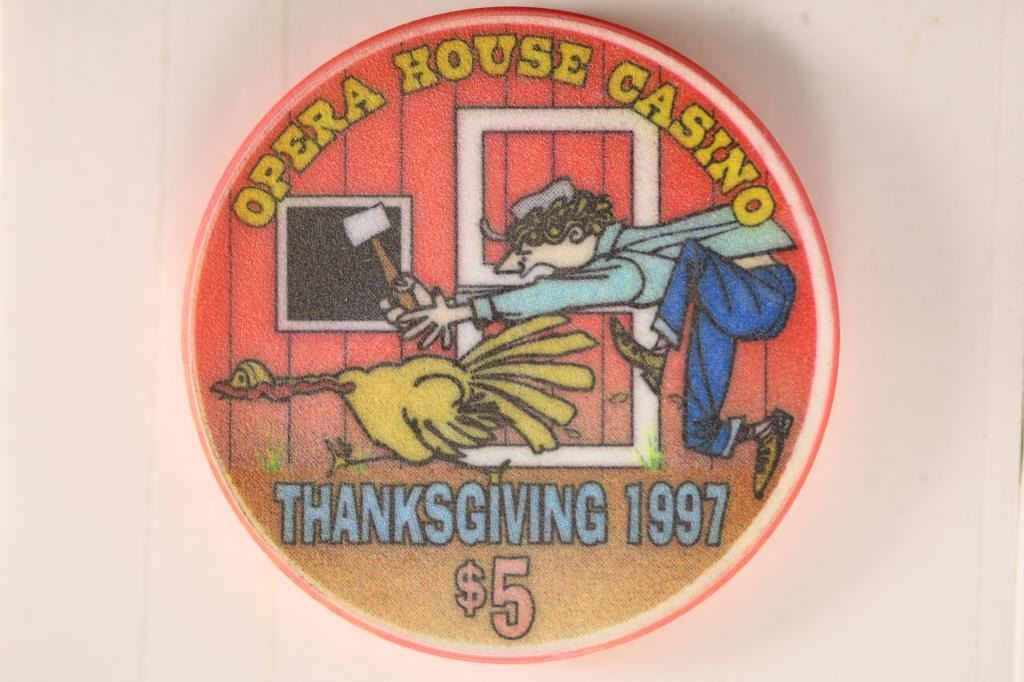 OPERA HOUSE CASINO
THANKSGIVING 1997
$5